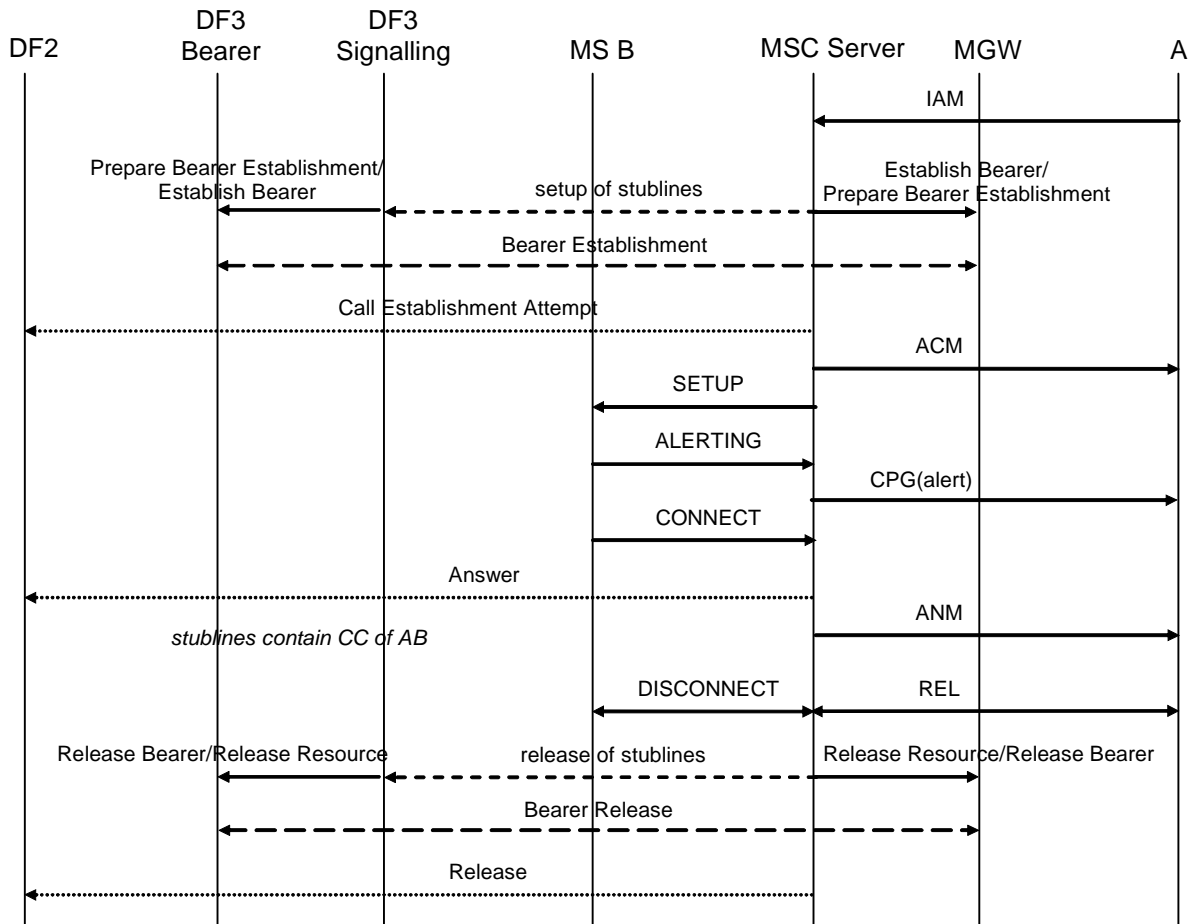 DF3
DF3
DF2
Bearer
Signalling
MS B
MSC Server
MGW
A
IAM
Prepare Bearer Establishment/
Establish Bearer
setup of stublines
Establish Bearer/
Prepare Bearer Establishment
Bearer Establishment
Call Establishment Attempt
ACM
SETUP
ALERTING
CPG(alert)
CONNECT
Answer
ANM
stublines contain CC of AB
DISCONNECT
REL
Release Bearer/Release Resource
release of stublines
Release Resource/Release Bearer
Bearer Release
Release